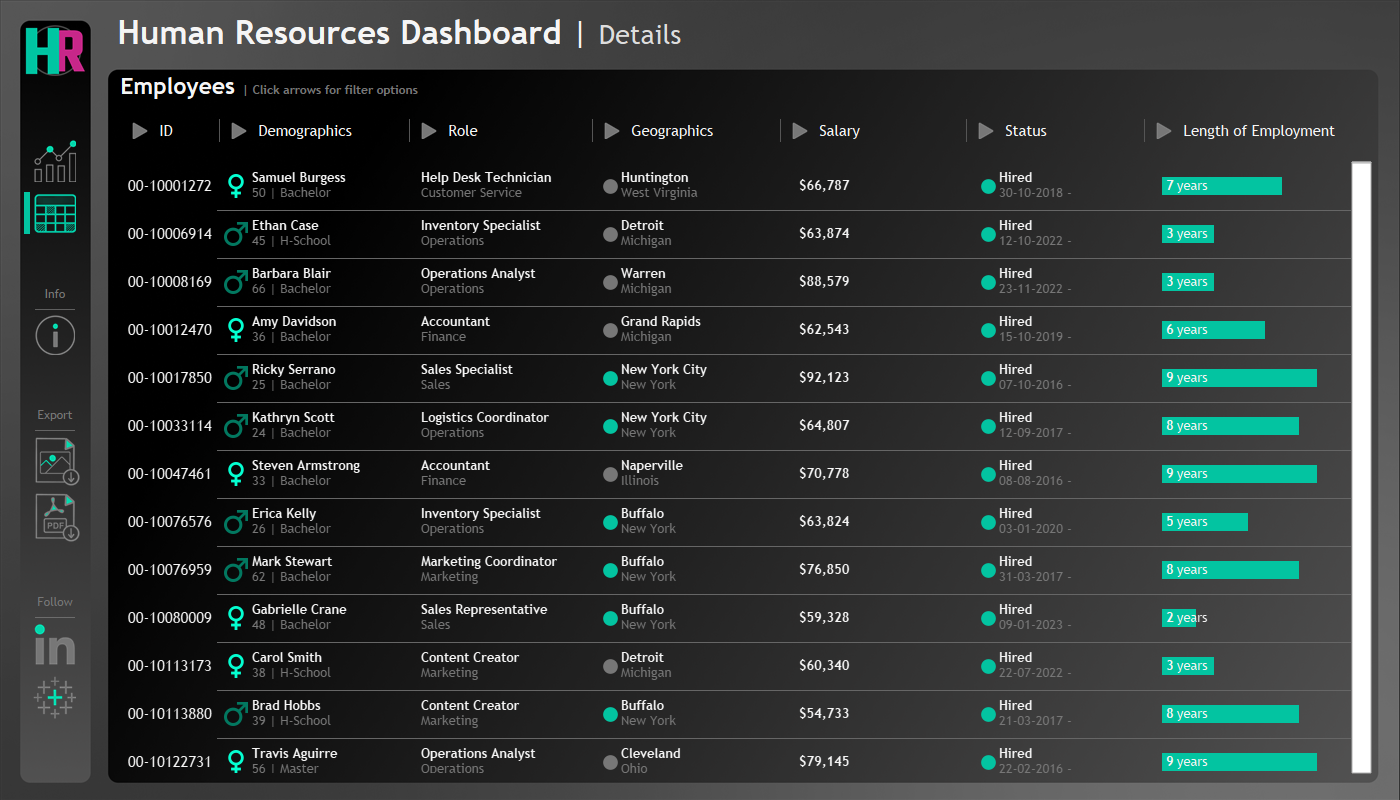 HR
Human Resources Dashboard | Details
Employees | Click arrows for filter options
ID Demographics Role Geographics Salary Status Length of Employment
00-10001272 Samuel Burgess Help Desk Technician Huntington $66,787 Hired 7 years
50 | Bachelor Customer Service West Virginia 30-10-2018 -
00-10006914 Ethan Case Inventory Specialist Detroit $63,874 Hired 3 years
45 | H-School Operations Michigan 12-10-2022 -
00-10008169 Barbara Blair Operations Analyst Warren $88,579 Hired 3 years
66 | Bachelor Operations Michigan 23-11-2022 -
00-10012470 Amy Davidson Accountant Grand Rapids $62,543 Hired 6 years
36 | Bachelor Finance Michigan 15-10-2019 -
00-10017850 Ricky Serrano Sales Specialist New York City $92,123 Hired 9 years
25 | Bachelor Sales New York 07-10-2016 -
00-10033114 Kathryn Scott Logistics Coordinator New York City $64,807 Hired 8 years
24 | Bachelor Operations New York 12-09-2017 -
00-10047461 Steven Armstrong Accountant Naperville $70,778 Hired 9 years
33 | Bachelor Finance Illinois 08-08-2016 -
00-10076576 Erica Kelly Inventory Specialist Buffalo $63,824 Hired 5 years
26 | Bachelor Operations New York 03-01-2020 -
00-10076959 Mark Stewart Marketing Coordinator Buffalo $76,850 Hired 8 years
62 | Bachelor Marketing New York 31-03-2017 -
00-10080009 Gabrielle Crane Sales Representative Buffalo $59,328 Hired 2 years
48 | Bachelor Sales New York 09-01-2023 -
00-10113173 Carol Smith Content Creator Detroit $60,340 Hired 3 years
38 | H-School Marketing Michigan 22-07-2022 -
00-10113880 Brad Hobbs Content Creator Buffalo $54,733 Hired 8 years
39 | H-School Marketing New York 21-03-2017 -
00-10122731 Travis Aguirre Operations Analyst Cleveland $79,145 Hired 9 years
56 | Master Operations Ohio 22-02-2016 -
Info
Export
PDF
Follow
in